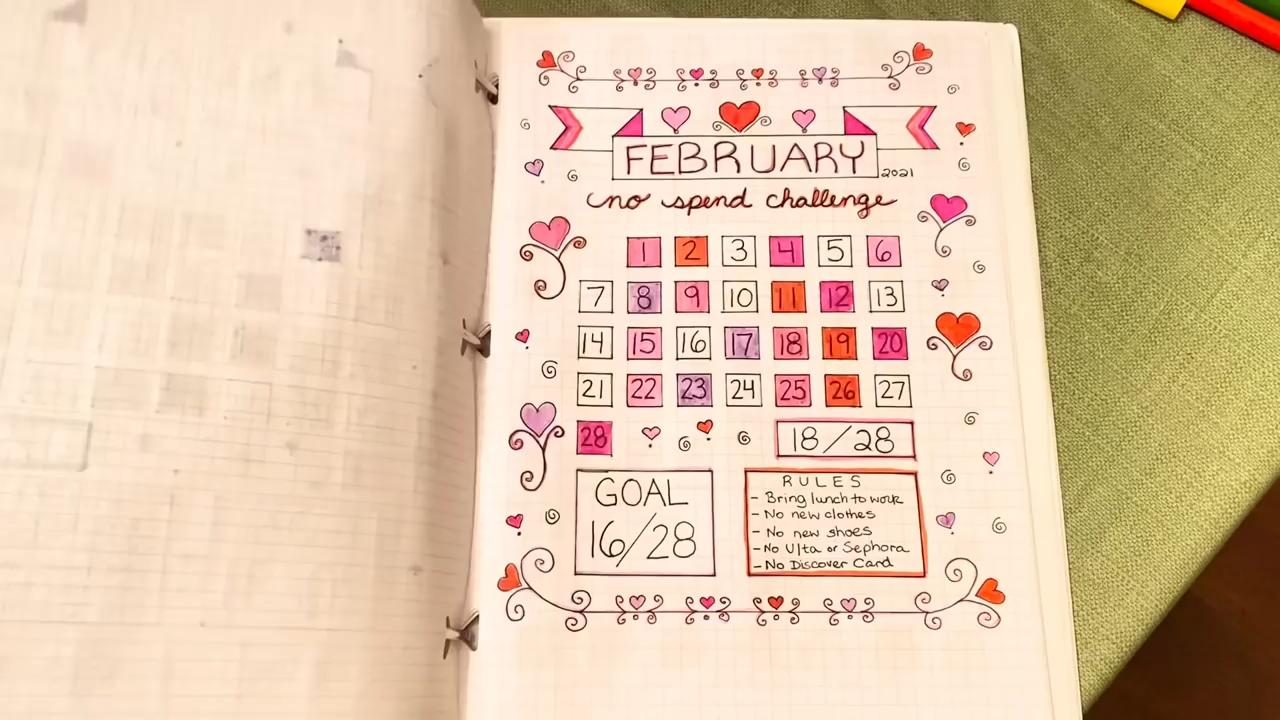 FEBRUARY
2021
no spend challenge
1 2 3 4 5 6
7 8 9 10 11 12 13
14 15 16 17 18 19 20
21 22 23 24 25 26 27
28
18/28
GOAL
16/28
RULES
- Bring lunch to work
- No new clothes
- No new shoes
- No Ulta or Sephora
- No Discover Card